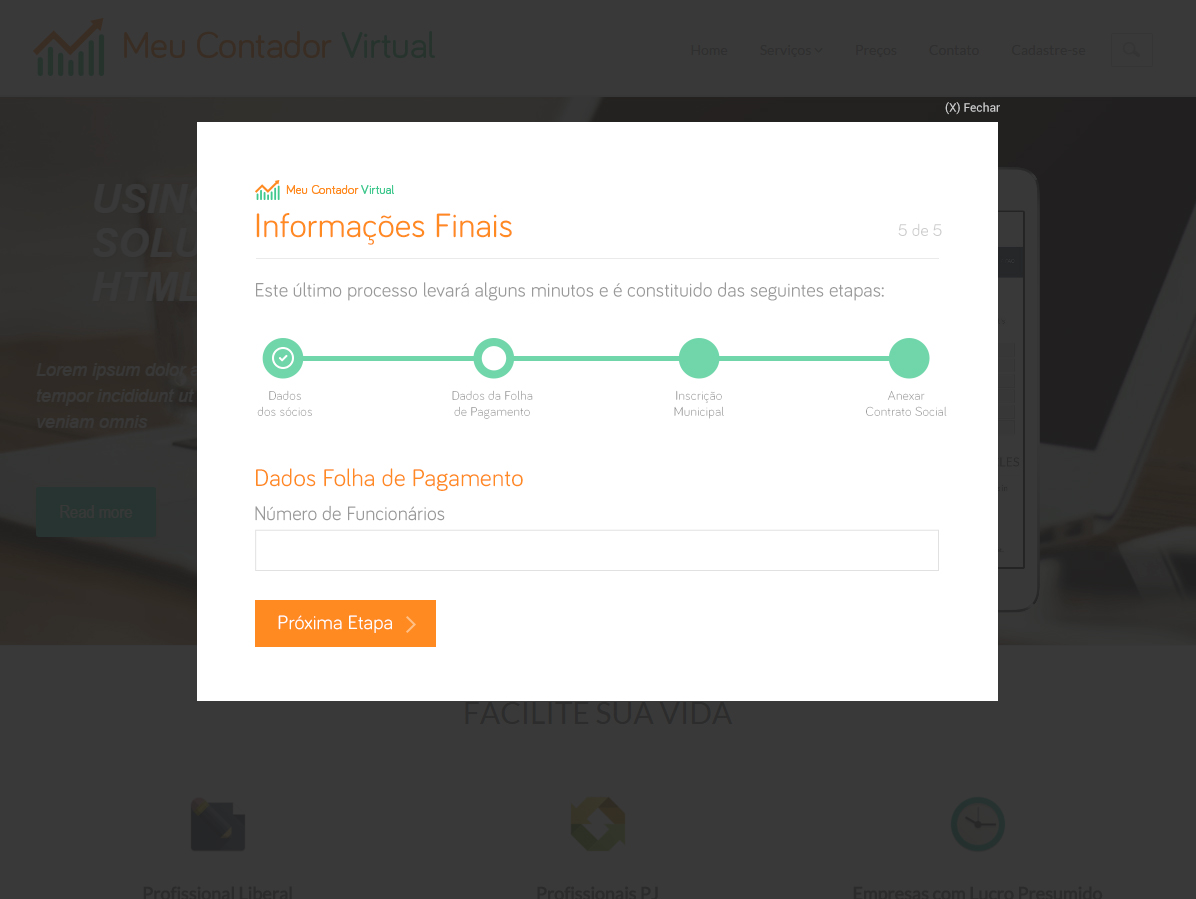 Meu Contador Virtual
Home
Serviços
Preços
Contato
Cadastre-se
(X) Fechar
Meu Contador Virtual
Informações Finais
5 de 5
Este último processo levará alguns minutos e é constituido das seguintes etapas:
Dados
dos sócios
Dados da Folha
de Pagamento
Inscrição
Municipal
Anexar
Contrato Social
Dados Folha de Pagamento
Número de Funcionários
Próxima Etapa
USING
SOLU
HTML
Lorem ipsum dolor a
tempor incididunt ut
veniam omnis
Read more
LES
FACILITE SUA VIDA
Profissional Liberal
Profissionais PJ
Empresas com Lucro Presumido